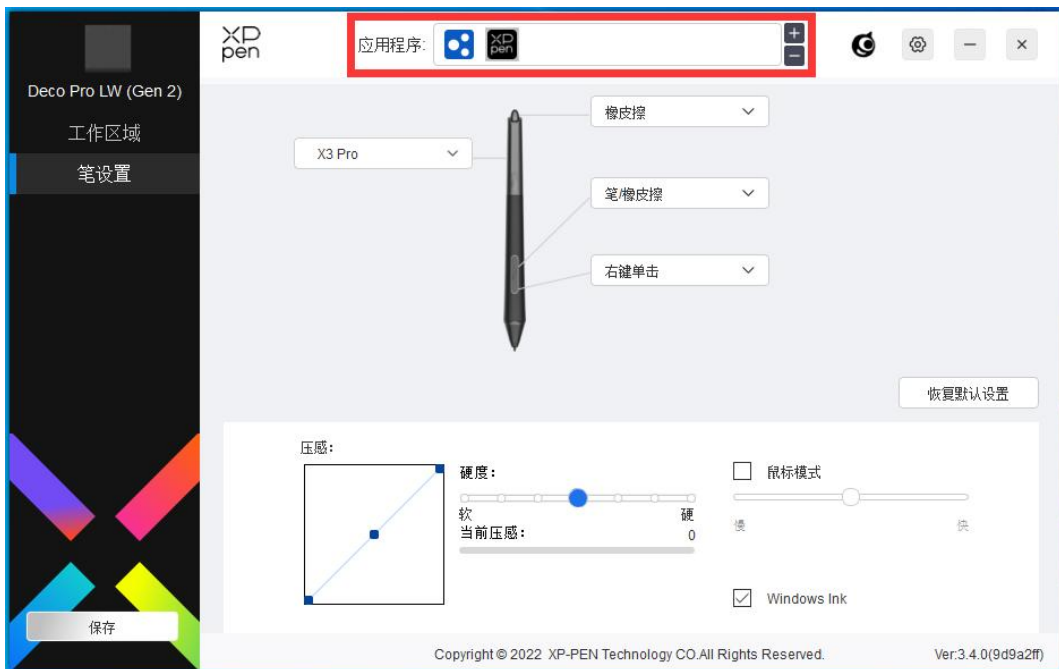 XP
pen
应用程序:
XP
pen
Deco Pro LW (Gen 2)
工作区域
笔设置
橡皮擦
X3 Pro
笔/橡皮擦
右键单击
恢复默认设置
压感:
硬度:
软 硬
当前压感: 0
鼠标模式
慢 快
Windows Ink
保存
Copyright © 2022 XP-PEN Technology CO.All Rights Reserved.
Ver:3.4.0(9d9a2ff)